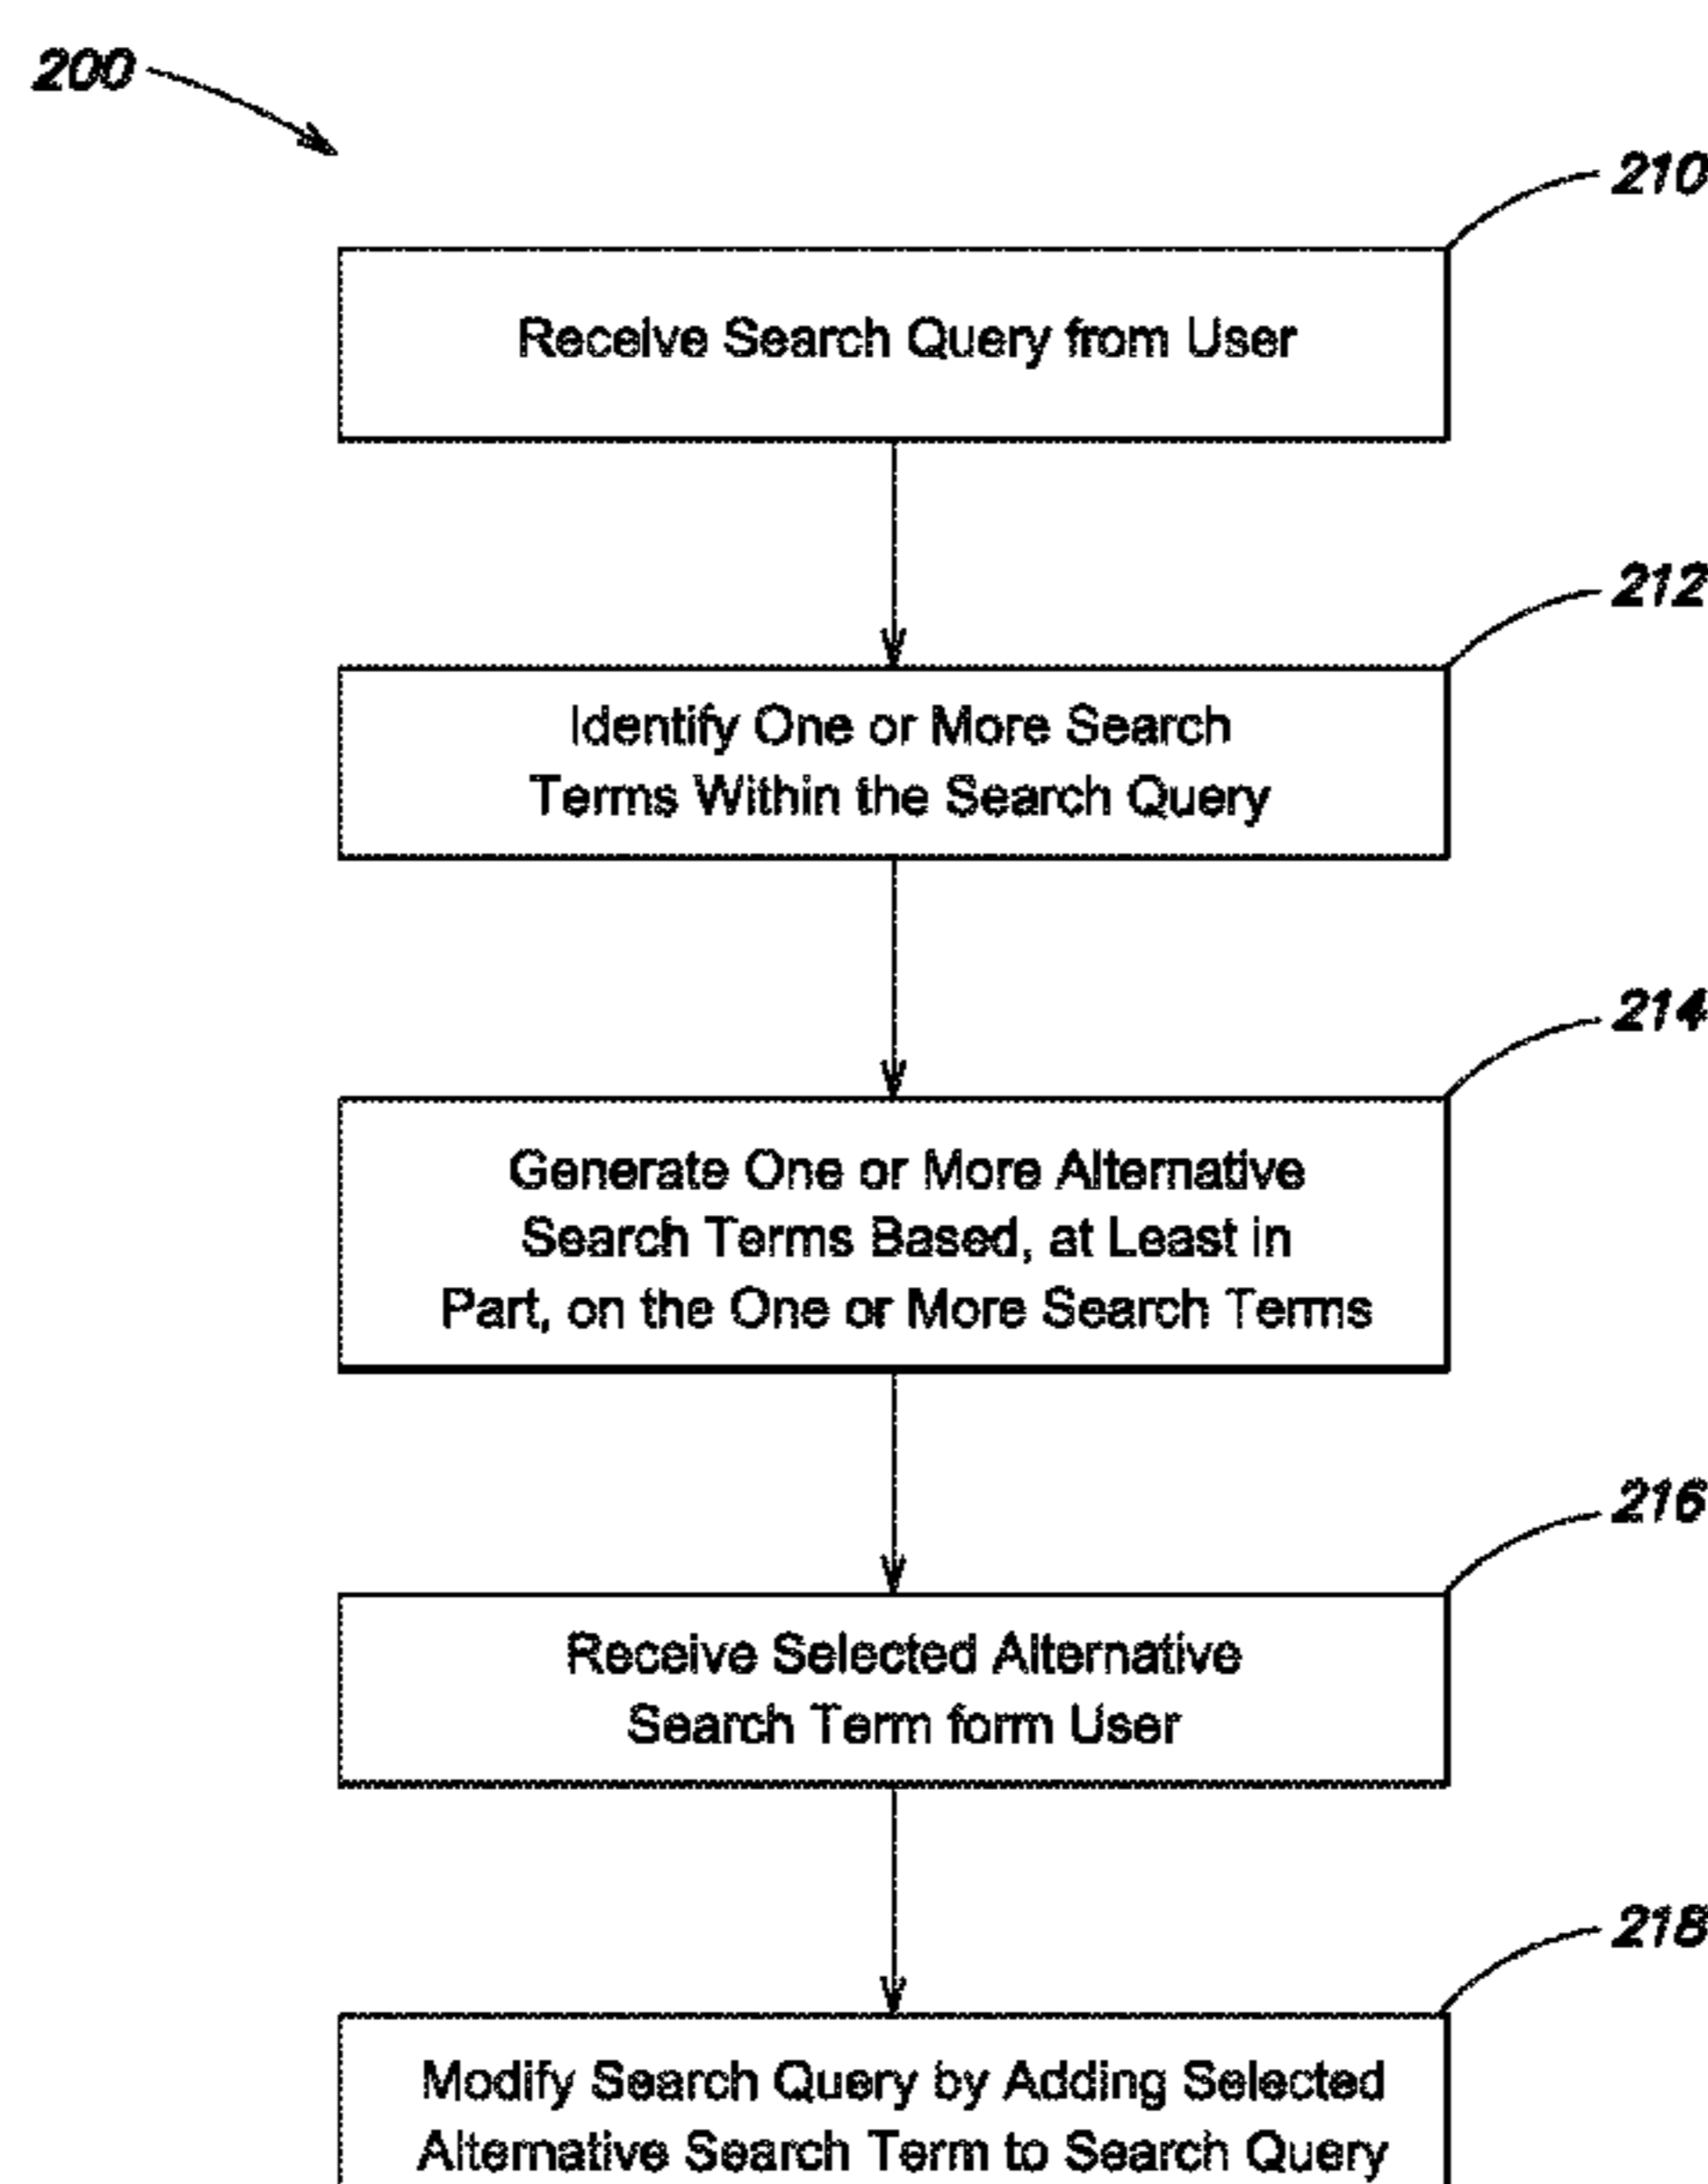 200
210
Receive Search Query from User
212
Identify One or More Search
Terms Within the Search Query
214
Generate One or More Alternative
Search Terms Based, at Least in
Part, on the One or More Search Terms
216
Receive Selected Alternative
Search Term form User
218
Modify Search Query by Adding Selected
Alternative Search Term to Search Query